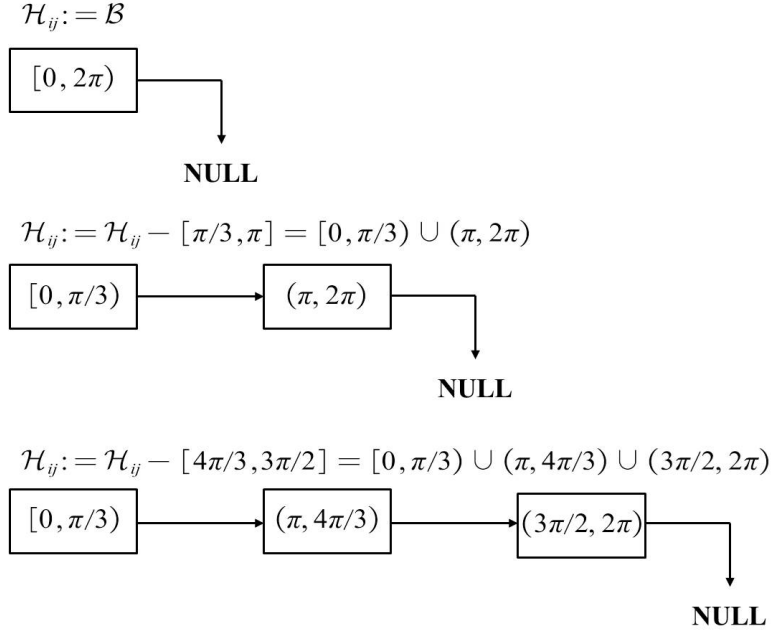 ℋ_ij := ℬ
[0, 2π)
NULL
ℋ_ij := ℋ_ij − [π/3, π] = [0, π/3) ∪ (π, 2π)
[0, π/3) (π, 2π)
NULL
ℋ_ij := ℋ_ij − [4π/3, 3π/2] = [0, π/3) ∪ (π, 4π/3) ∪ (3π/2, 2π)
[0, π/3) (π, 4π/3) (3π/2, 2π)
NULL